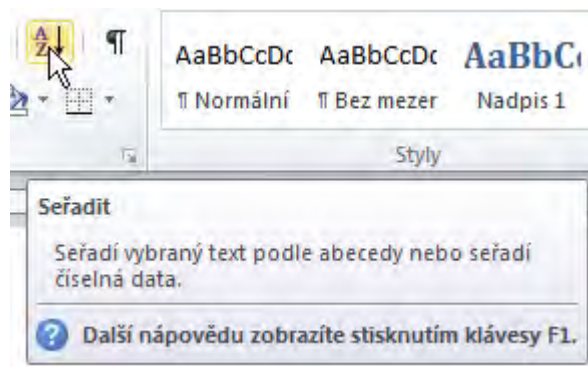 A
Z
¶
AaBbCcDc AaBbCcDc AaBbC
¶ Normální ¶ Bez mezer Nadpis 1
Styly
Seřadit
Seřadí vybraný text podle abecedy nebo seřadí
číselná data.
Další nápovědu zobrazíte stisknutím klávesy F1.